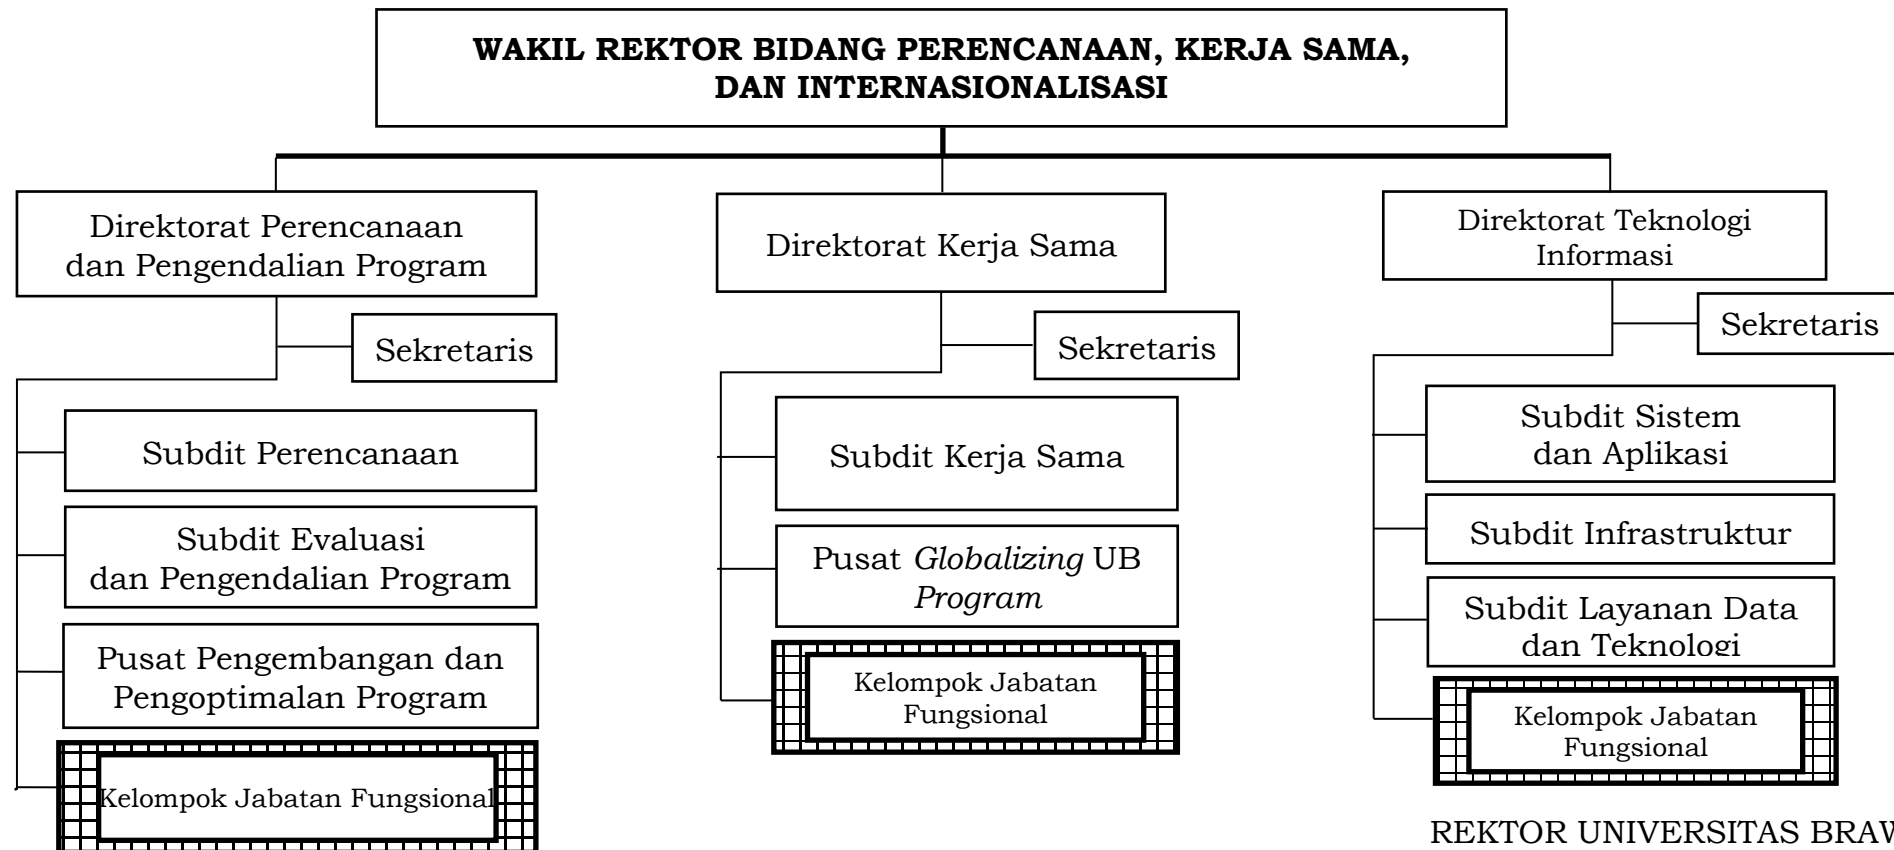 WAKIL REKTOR BIDANG PERENCANAAN, KERJA SAMA,
DAN INTERNASIONALISASI
Direktorat Perencanaan
dan Pengendalian Program
Sekretaris
Subdit Perencanaan
Subdit Evaluasi
dan Pengendalian Program
Pusat Pengembangan dan
Pengoptimalan Program
Kelompok Jabatan Fungsional
Direktorat Kerja Sama
Sekretaris
Subdit Kerja Sama
Pusat Globalizing UB
Program
Kelompok Jabatan
Fungsional
Direktorat Teknologi
Informasi
Sekretaris
Subdit Sistem
dan Aplikasi
Subdit Infrastruktur
Subdit Layanan Data
dan Teknologi
Kelompok Jabatan
Fungsional
REKTOR UNIVERSITAS